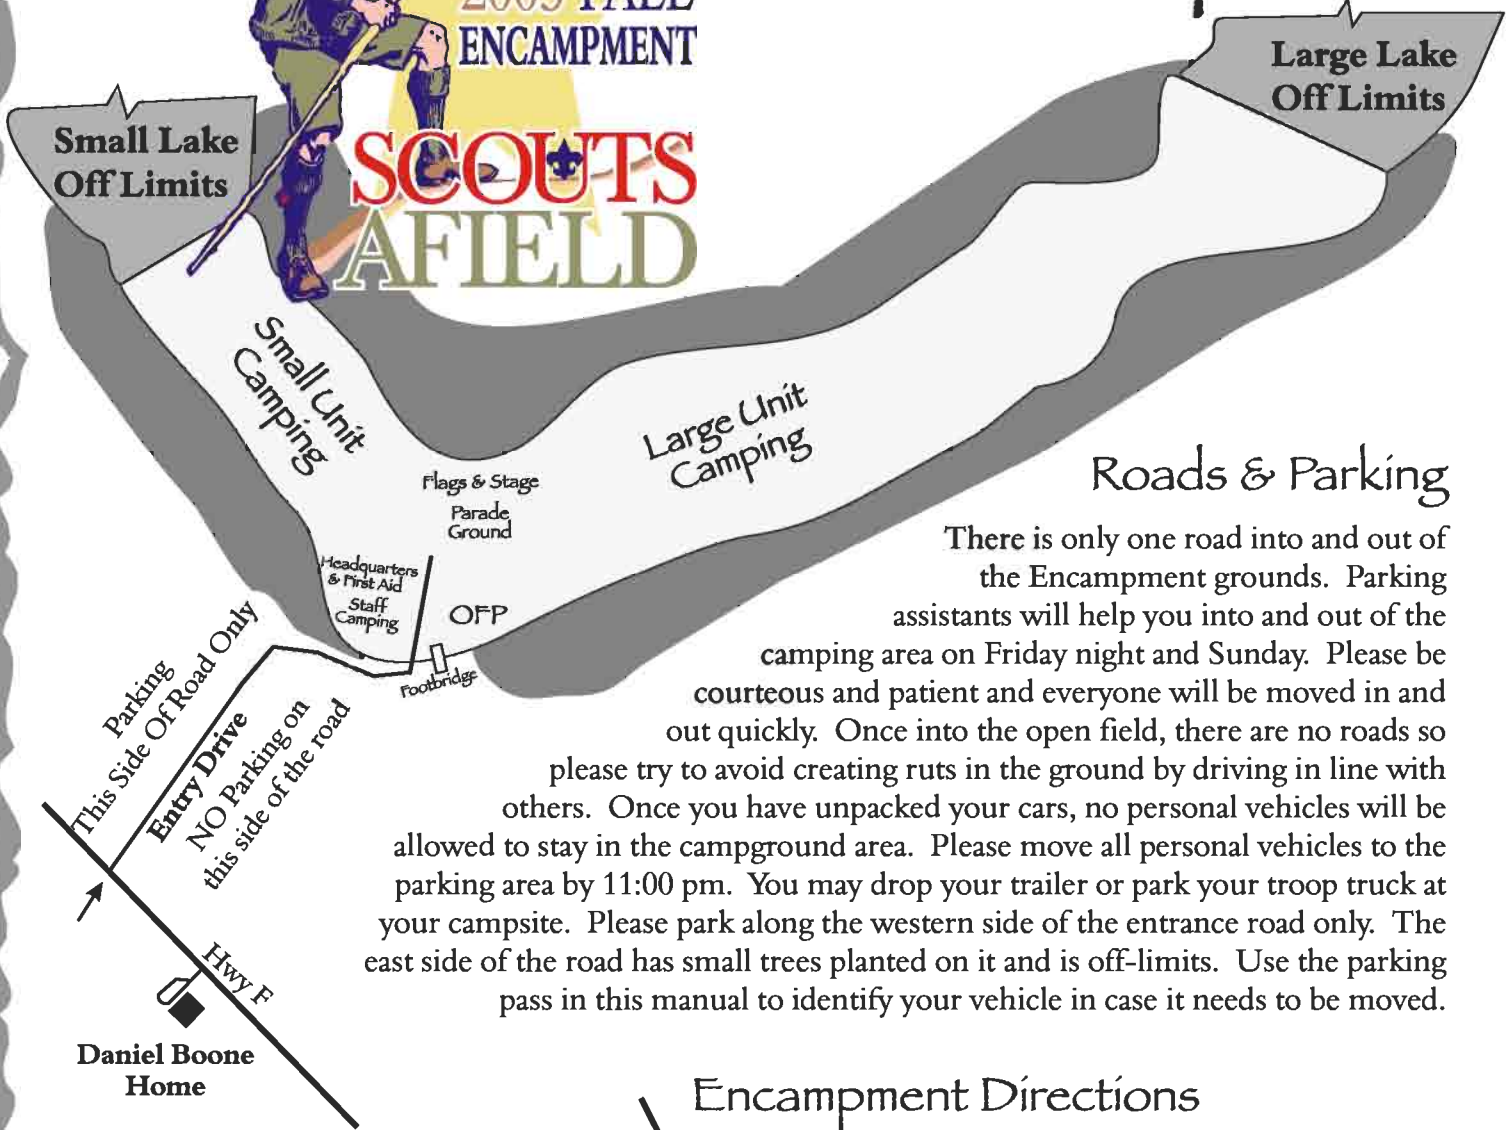 2005 FALL
ENCAMPMENT
SCOUTS
AFIELD
Large Lake
Off Limits
Small Lake
Off Limits
Small Unit
Camping
Large Unit
Camping
Flags & Stage
Parade
Ground
Headquarters
& First Aid
Staff
Camping
OFP
Footbridge
Parking
This Side Of Road Only
Entry Drive
NO Parking on
this side of the road
Hwy F
Daniel Boone
Home
Roads & Parking
There is only one road into and out of
the Encampment grounds. Parking
assistants will help you into and out of the
camping area on Friday night and Sunday. Please be
courteous and patient and everyone will be moved in and
out quickly. Once into the open field, there are no roads so
please try to avoid creating ruts in the ground by driving in line with
others. Once you have unpacked your cars, no personal vehicles will be
allowed to stay in the campground area. Please move all personal vehicles to the
parking area by 11:00 pm. You may drop your trailer or park your troop truck at
your campsite. Please park along the western side of the entrance road only. The
east side of the road has small trees planted on it and is off-limits. Use the parking
pass in this manual to identify your vehicle in case it needs to be moved.
Encampment Directions